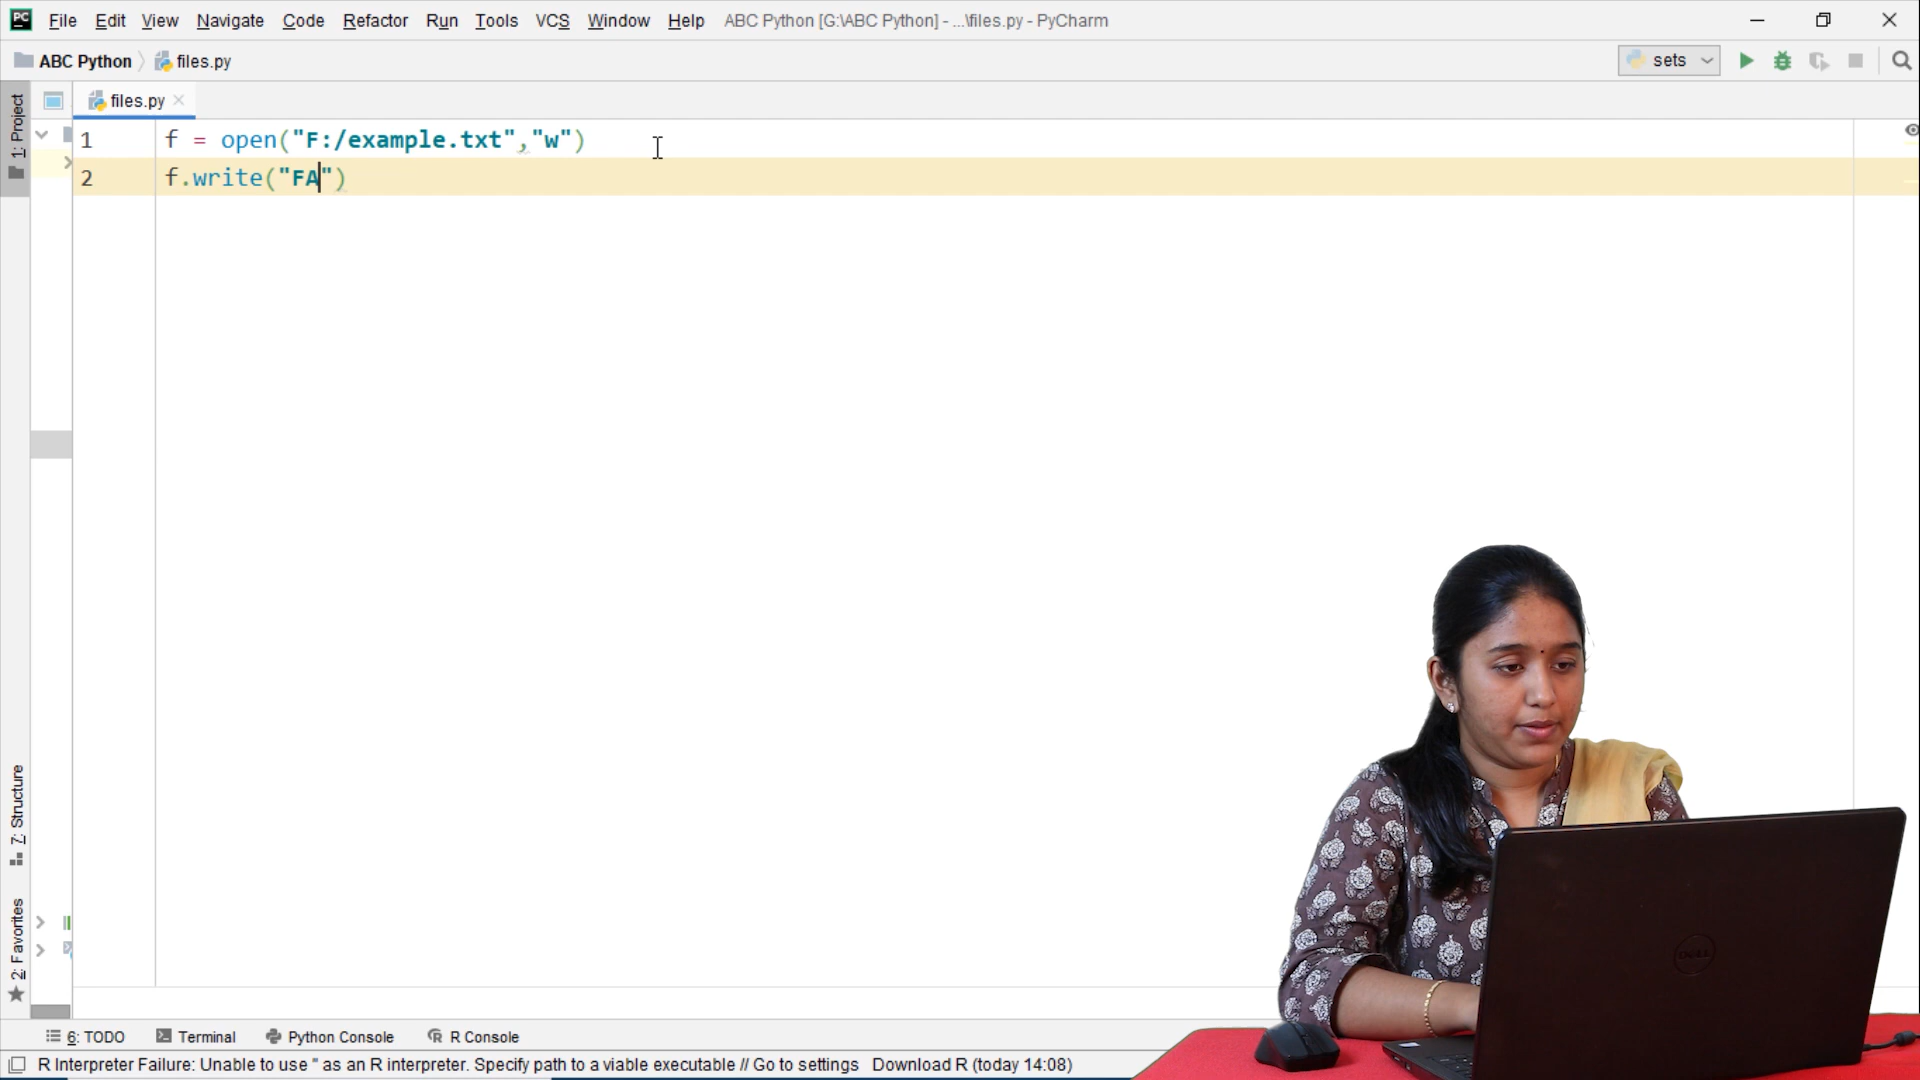 PC File Edit View Navigate Code Refactor Run Tools VCS Window Help ABC Python [G:\ABC Python] - ...\files.py - PyCharm
ABC Python files.py sets
1: Project
files.py
1 f = open("F:/example.txt","w")
2 f.write("FA")
7: Structure
2: Favorites
DELL
6: TODO Terminal Python Console R Console
R Interpreter Failure: Unable to use '' as an R interpreter. Specify path to a viable executable // Go to settings Download R (today 14:08)